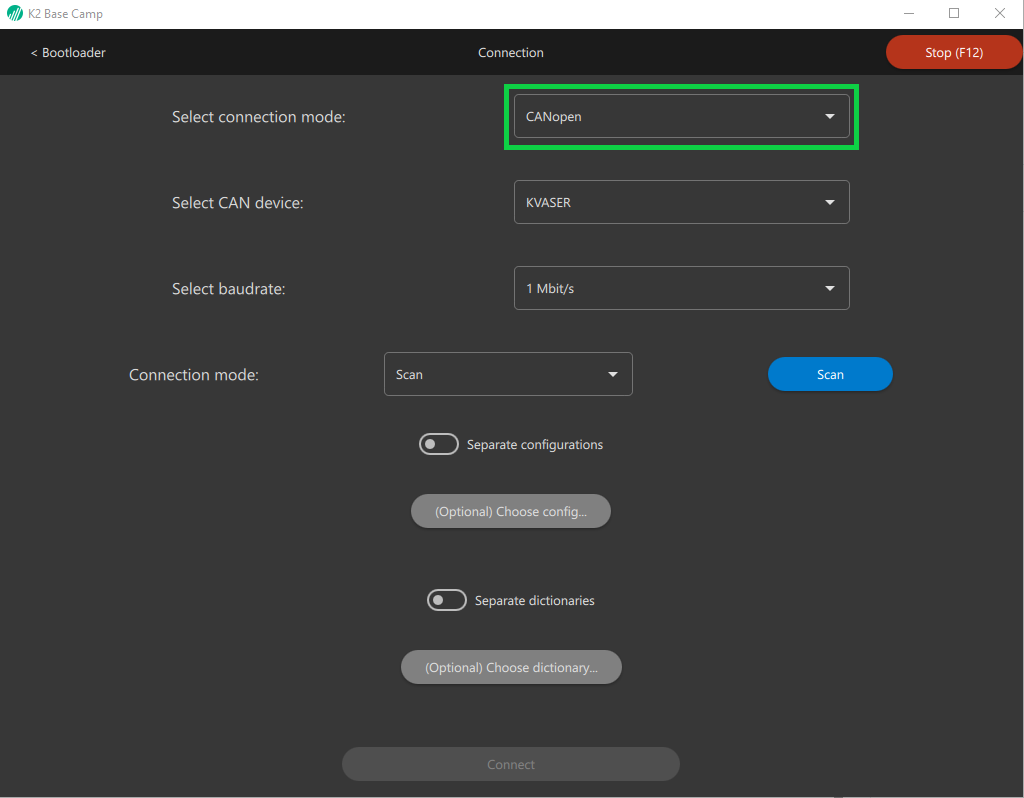 K2 Base Camp
< Bootloader
Connection
Stop (F12)
Select connection mode:
CANopen
Select CAN device:
KVASER
Select baudrate:
1 Mbit/s
Connection mode:
Scan
Scan
Separate configurations
(Optional) Choose config...
Separate dictionaries
(Optional) Choose dictionary...
Connect